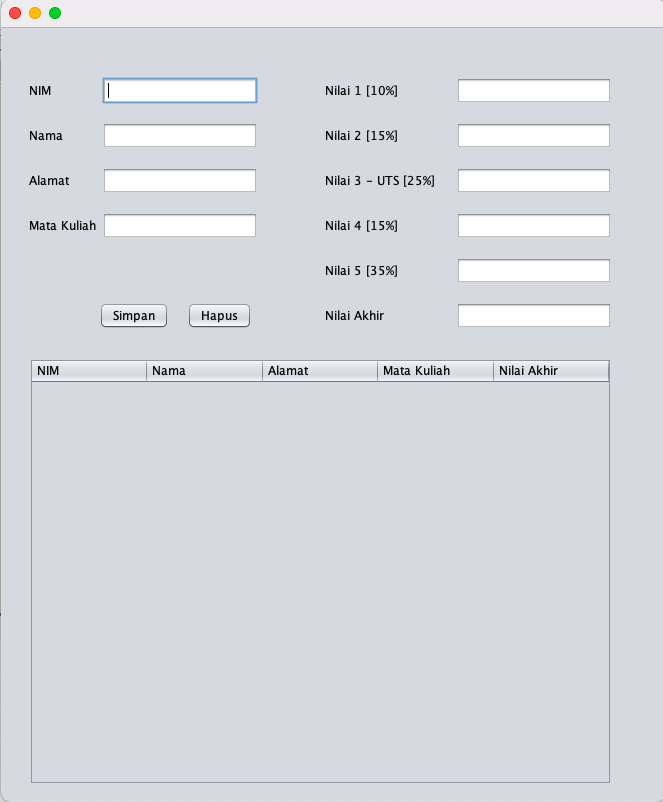 NIM
Nilai 1 [10%]
Nama
Nilai 2 [15%]
Alamat
Nilai 3 - UTS [25%]
Mata Kuliah
Nilai 4 [15%]
Nilai 5 [35%]
Simpan
Hapus
Nilai Akhir
NIM Nama Alamat Mata Kuliah Nilai Akhir